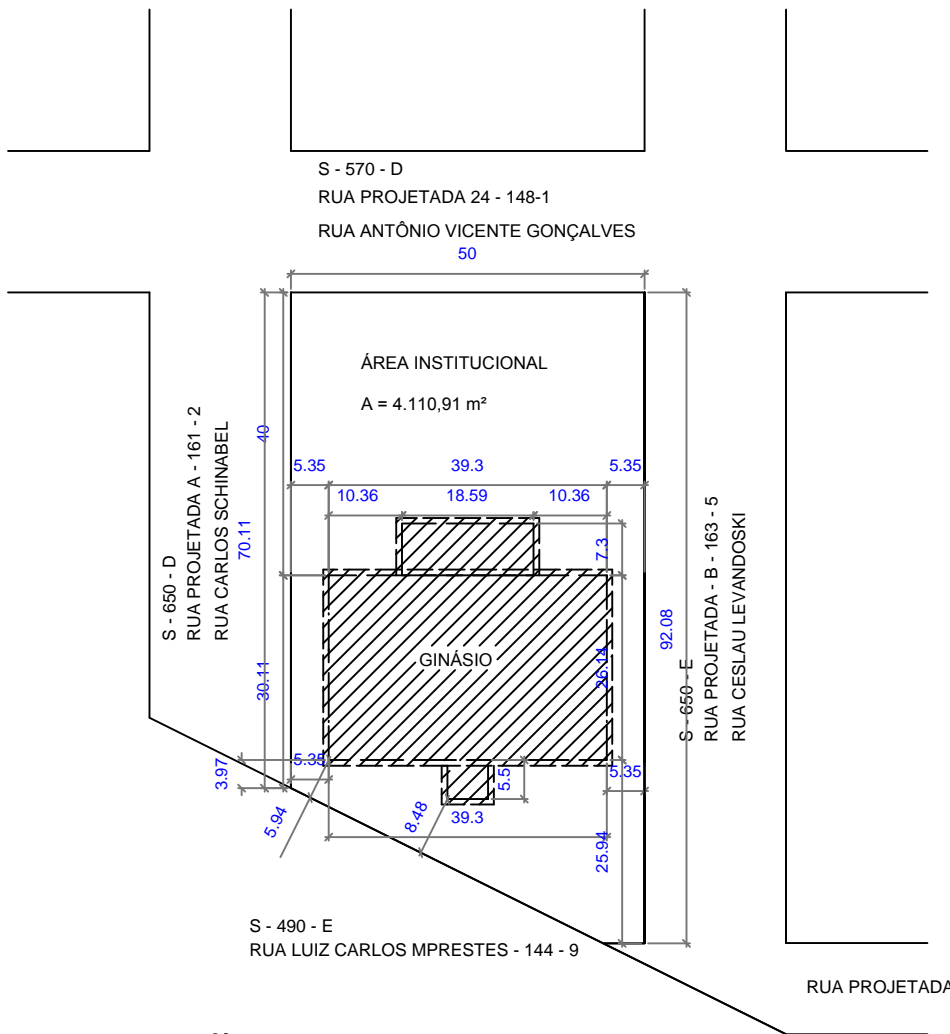 S - 570 - D
RUA PROJETADA 24 - 148-1
RUA ANTÔNIO VICENTE GONÇALVES
50
ÁREA INSTITUCIONAL
A = 4.110,91 m²
S - 650 - D
RUA PROJETADA A - 161 - 2
RUA CARLOS SCHINABEL
40
70.11
30.11
3.97
5.35
39.3
5.35
10.36
18.59
10.36
7.3
26.14
GINÁSIO
92.08
S - 650 - E
RUA PROJETADA - B - 163 - 5
RUA CESLAU LEVANDOSKI
5.35
5.5
5.35
5.94
8.48
39.3
25.94
S - 490 - E
RUA LUIZ CARLOS MPRESTES - 144 - 9
RUA PROJETADA